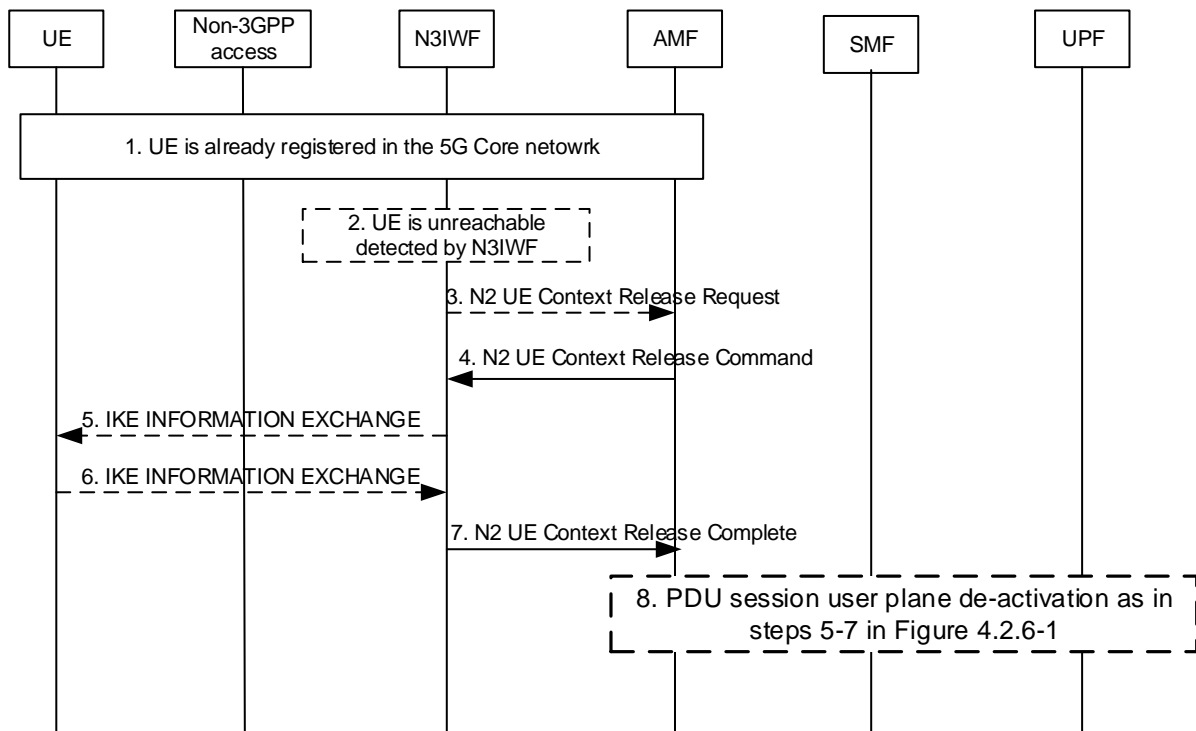 UE
Non-3GPP
access
N3IWF
AMF
SMF
UPF
1. UE is already registered in the 5G Core netowrk
2. UE is unreachable
detected by N3IWF
3. N2 UE Context Release Request
4. N2 UE Context Release Command
5. IKE INFORMATION EXCHANGE
6. IKE INFORMATION EXCHANGE
7. N2 UE Context Release Complete
8. PDU session user plane de-activation as in
steps 5-7 in Figure 4.2.6-1